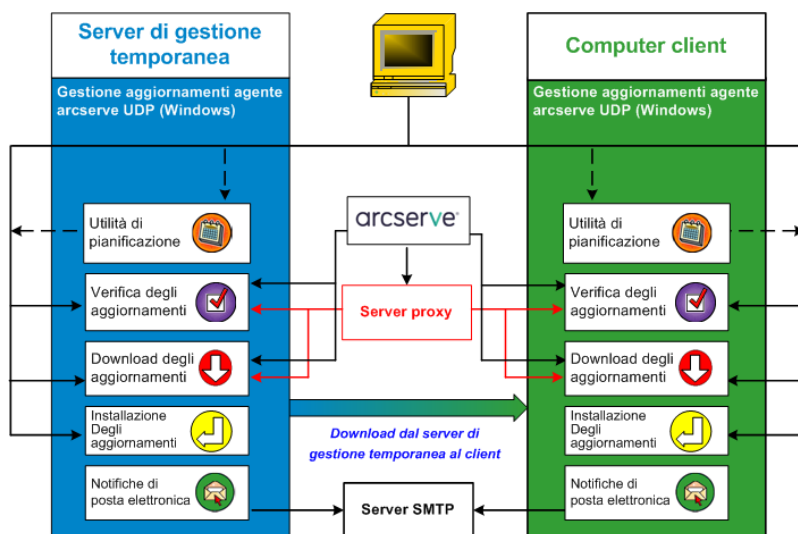 Server di gestione
temporanea
Gestione aggiornamenti agente
arcserve UDP (Windows)
Utilità di
pianificazione
Verifica degli
aggiornamenti
Download degli
aggiornamenti
Installazione
Degli
aggiornamenti
Notifiche di
posta elettronica
arcserve®
Server proxy
Download dal server di
gestione temporanea al client
Server SMTP
Computer client
Gestione aggiornamenti agente
arcserve UDP (Windows)
Utilità di
pianificazione
Verifica degli
aggiornamenti
Download degli
aggiornamenti
Installazione
Degli
aggiornamenti
Notifiche di
posta elettronica